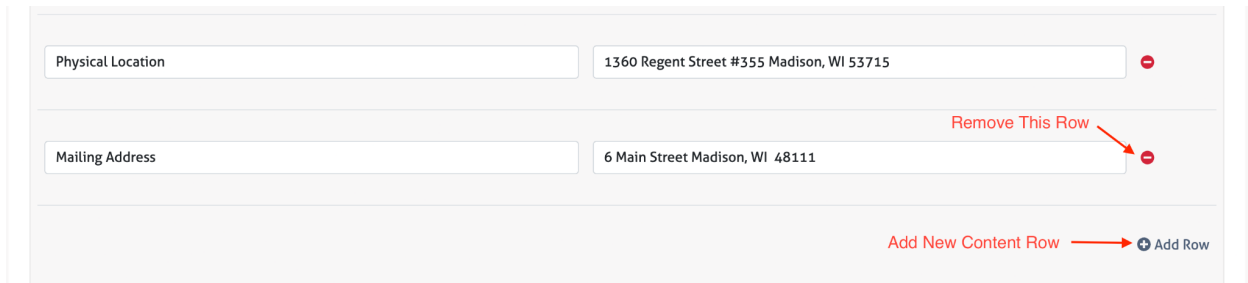 Physical Location 1360 Regent Street #355 Madison, WI 53715
Remove This Row
Mailing Address 6 Main Street Madison, WI  48111
Add New Content Row Add Row